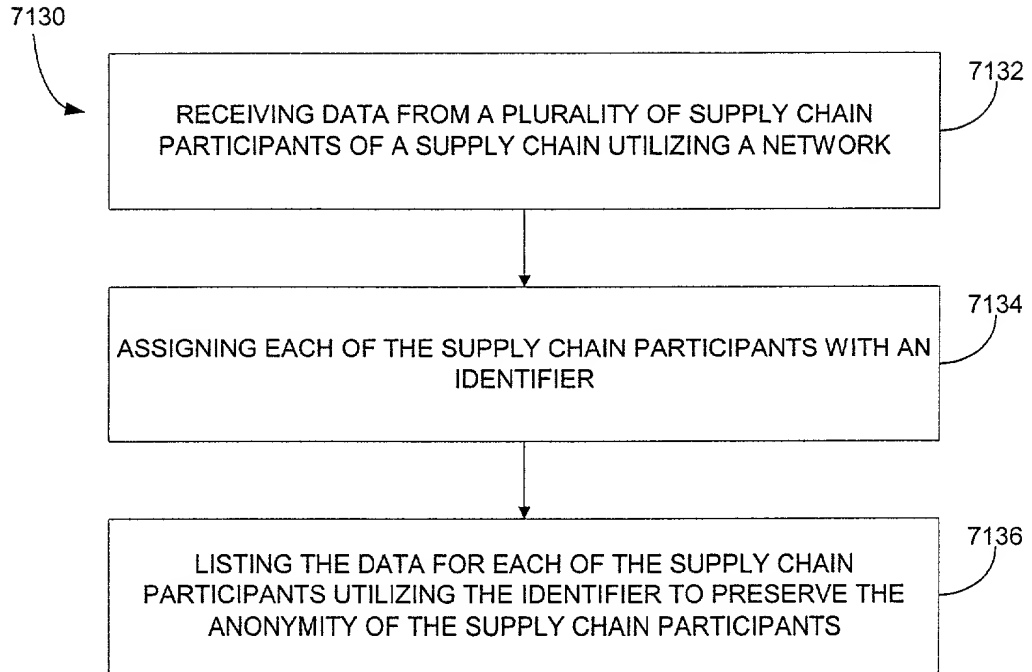 7130
7132
RECEIVING DATA FROM A PLURALITY OF SUPPLY CHAIN
PARTICIPANTS OF A SUPPLY CHAIN UTILIZING A NETWORK
7134
ASSIGNING EACH OF THE SUPPLY CHAIN PARTICIPANTS WITH AN
IDENTIFIER
7136
LISTING THE DATA FOR EACH OF THE SUPPLY CHAIN
PARTICIPANTS UTILIZING THE IDENTIFIER TO PRESERVE THE
ANONYMITY OF THE SUPPLY CHAIN PARTICIPANTS